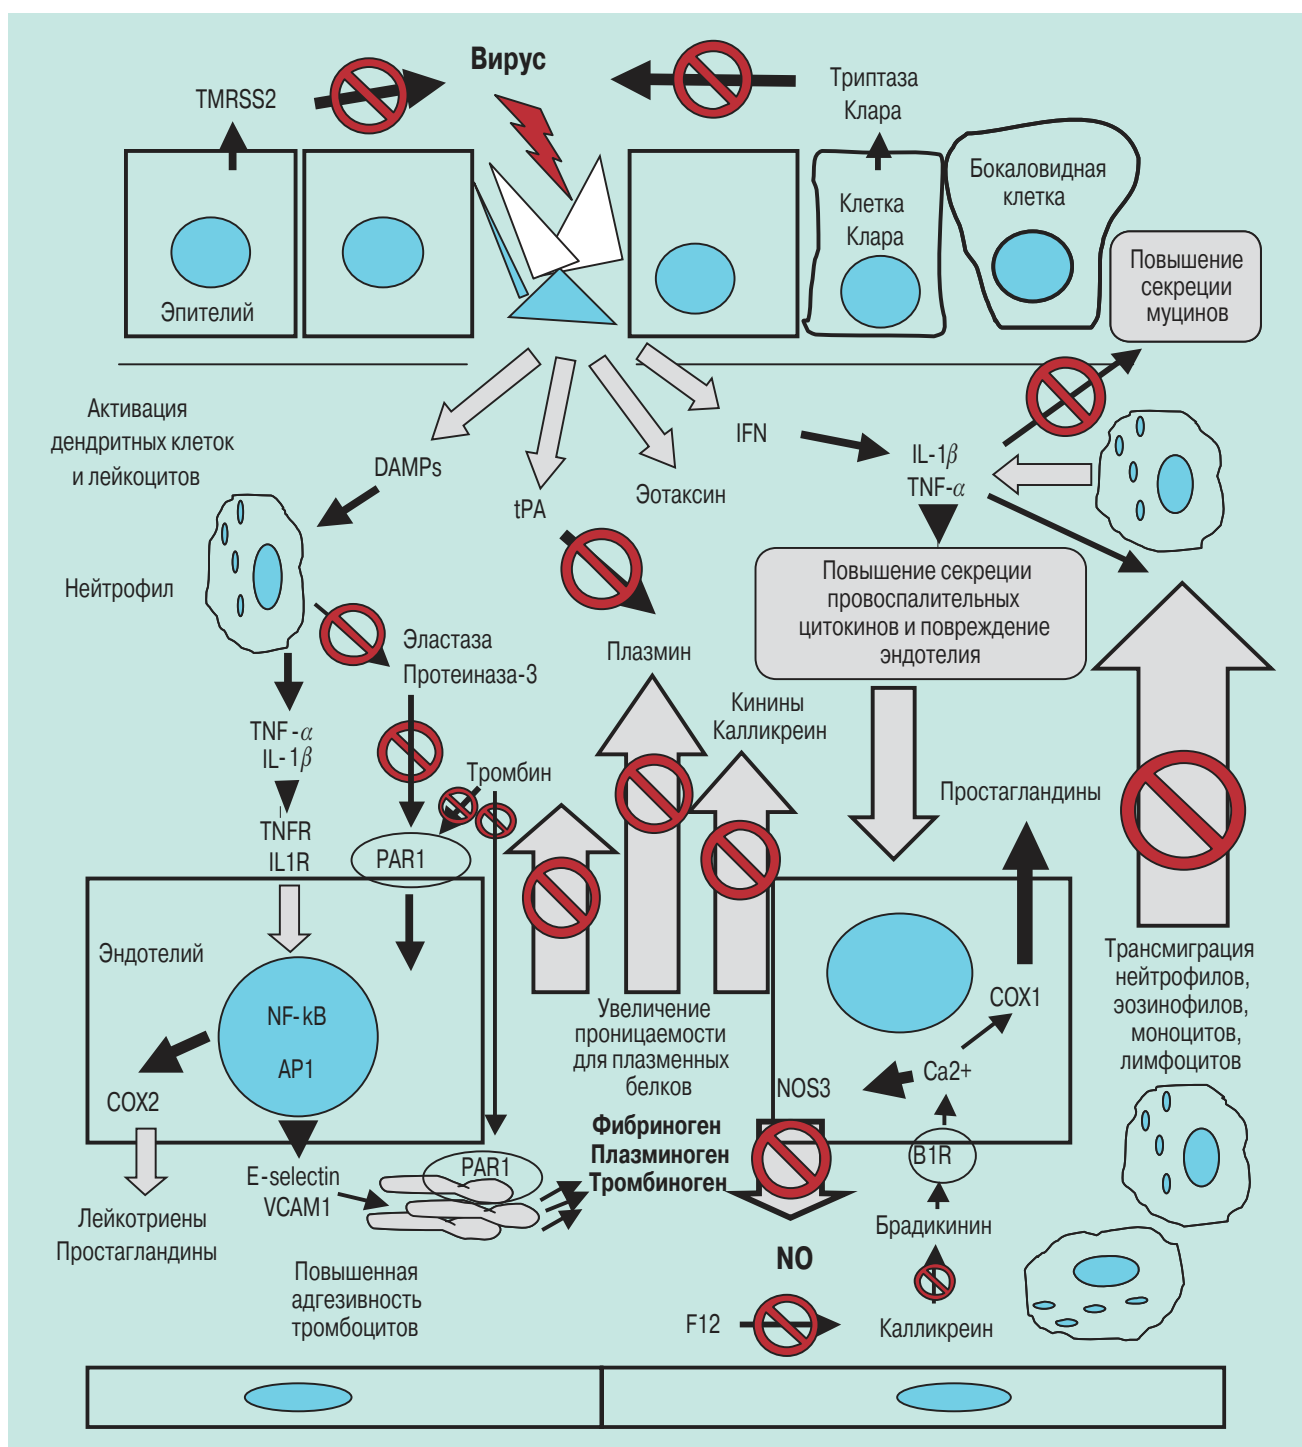 Вирус
TMRSS2
Триптаза
Клара
Бокаловидная
клетка
Клетка
Клара
Эпителий
Повышение
секреции
муцинов
Активация
дендритных клеток
и лейкоцитов
DAMPs
tPA
Эотаксин
IFN
IL-1β
TNF-α
Нейтрофил
Эластаза
Протеиназа-3
Плазмин
Повышение секреции
провоспалительных
цитокинов и повреждение
эндотелия
TNF-α
IL-1β
Кинины
Калликреин
Тромбин
Простагландины
TNFR
IL1R
PAR1
Эндотелий
NF-kB
AP1
COX2
Увеличение
проницаемости
для плазменных
белков
Фибриноген
Плазминоген
Тромбиноген
COX1
Ca2+
NOS3
B1R
Трансмиграция
нейтрофилов,
эозинофилов,
моноцитов,
лимфоцитов
E-selectin
VCAM1
PAR1
Лейкотриены
Простагландины
Повышенная
адгезивность
тромбоцитов
Брадикинин
NO
F12
Калликреин